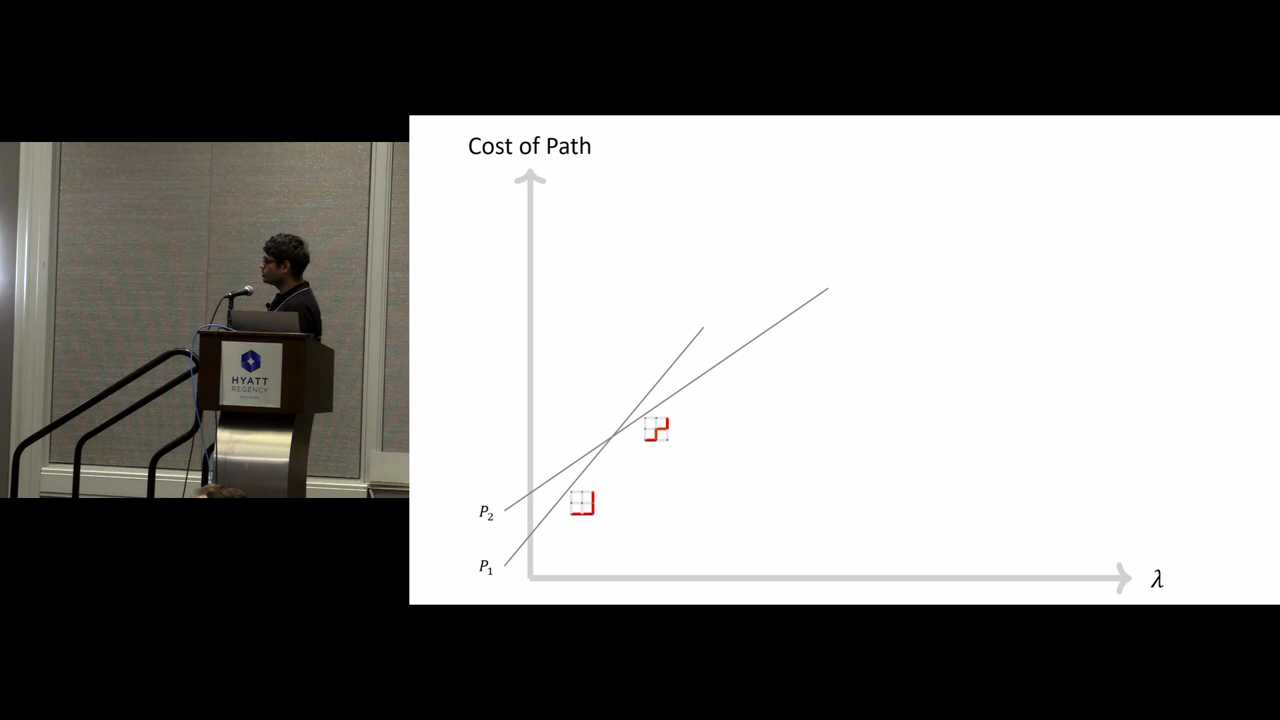 HYATT
REGENCY
Cost of Path
P₂
P₁
λ